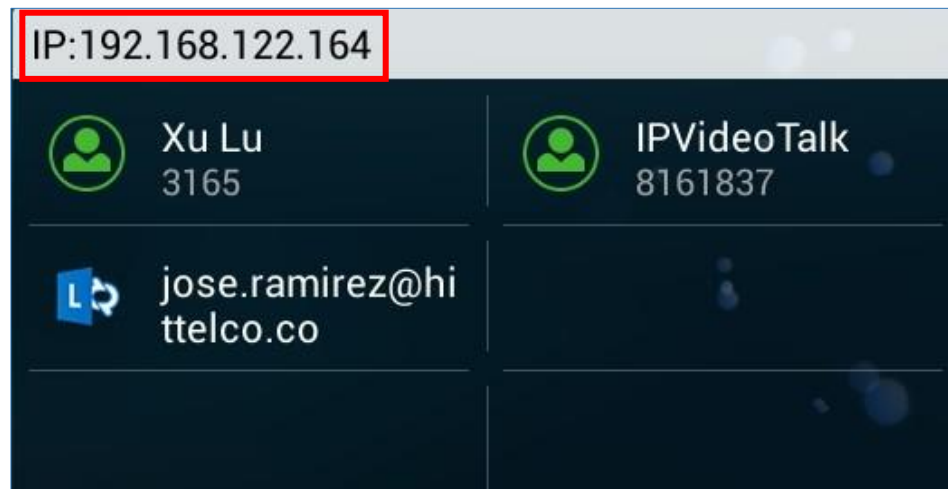 IP:192.168.122.164
Xu Lu
3165
IPVideoTalk
8161837
L
jose.ramirez@hi
ttelco.co